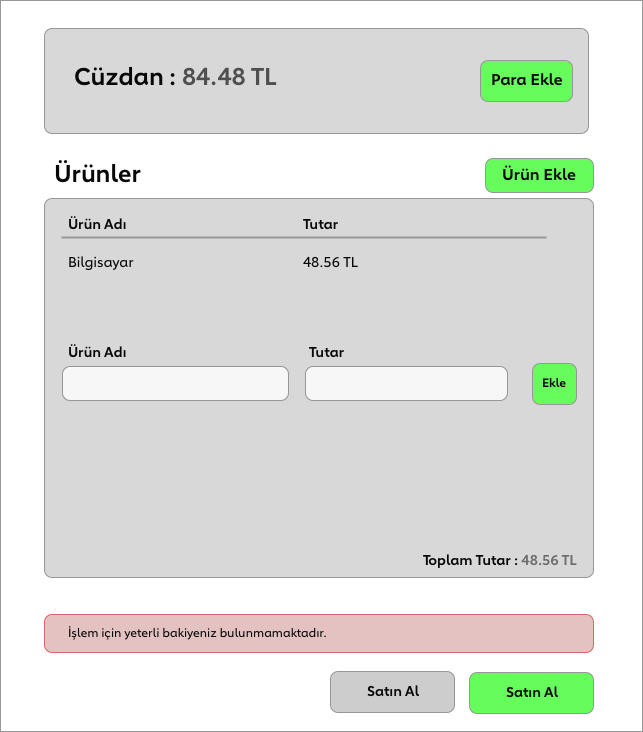 Cüzdan : 84.48 TL
Para Ekle
Ürünler
Ürün Ekle
Ürün Adı Tutar
Bilgisayar 48.56 TL
Ürün Adı Tutar
Ekle
Toplam Tutar : 48.56 TL
İşlem için yeterli bakiyeniz bulunmamaktadır.
Satın Al Satın Al